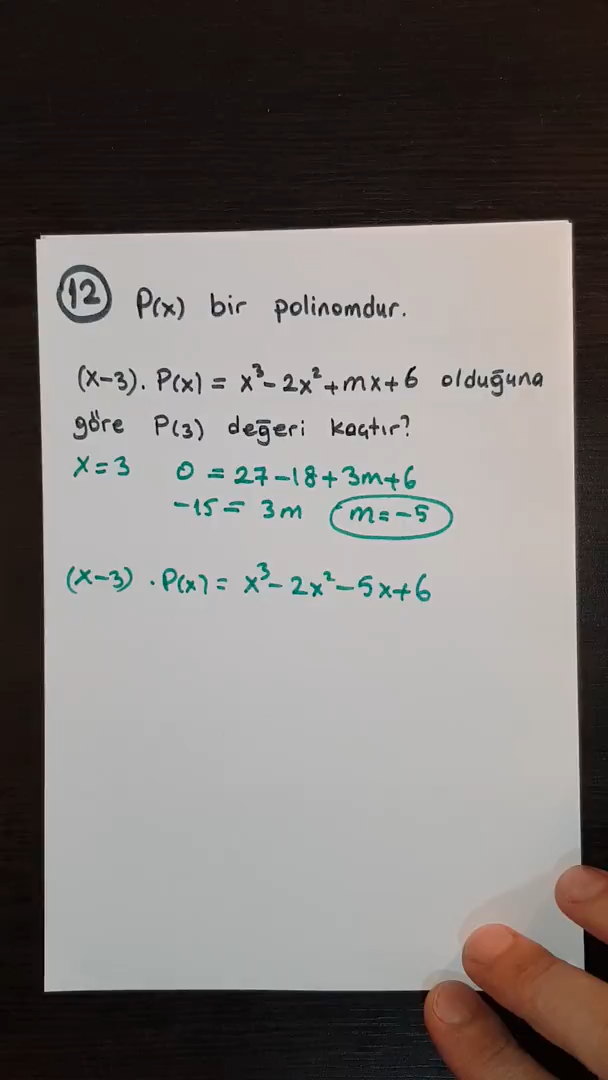 12 P(x) bir polinomdur.
(x-3). P(x) = x³-2x²+mx+6 olduğuna
göre P(3) değeri kaçtır?
x=3 0 = 27-18+3m+6
-15 = 3m m=-5
(x-3) . P(x) = x³-2x²-5x+6